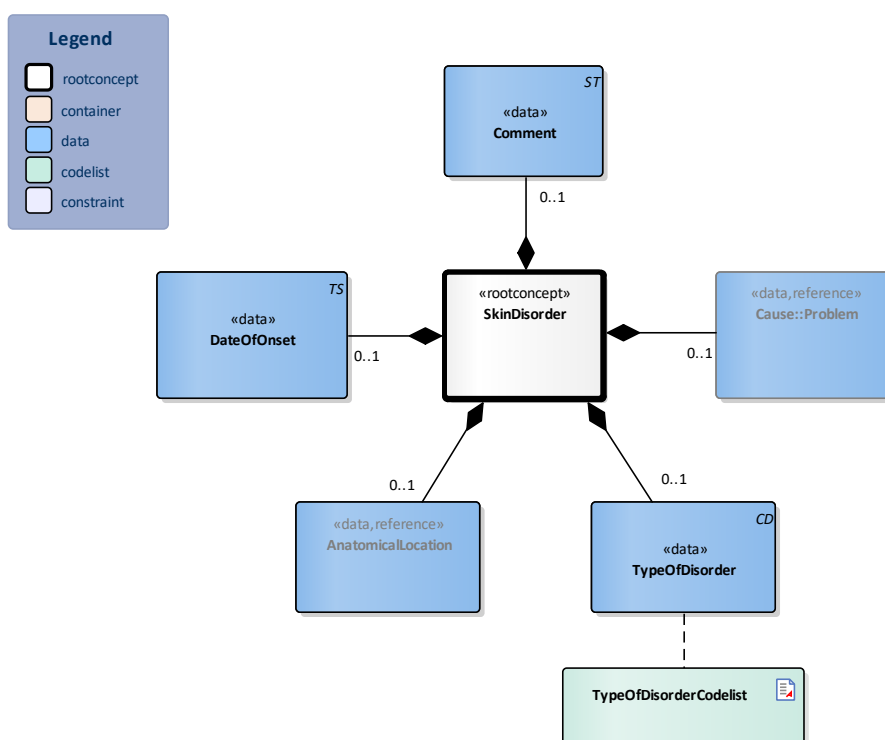 Legend
rootconcept
container
data
codelist
constraint
ST
«data»
Comment
0..1
TS
«data»
DateOfOnset
0..1
«rootconcept»
SkinDisorder
«data,reference»
Cause::Problem
0..1
0..1
«data,reference»
AnatomicalLocation
0..1
CD
«data»
TypeOfDisorder
TypeOfDisorderCodelist